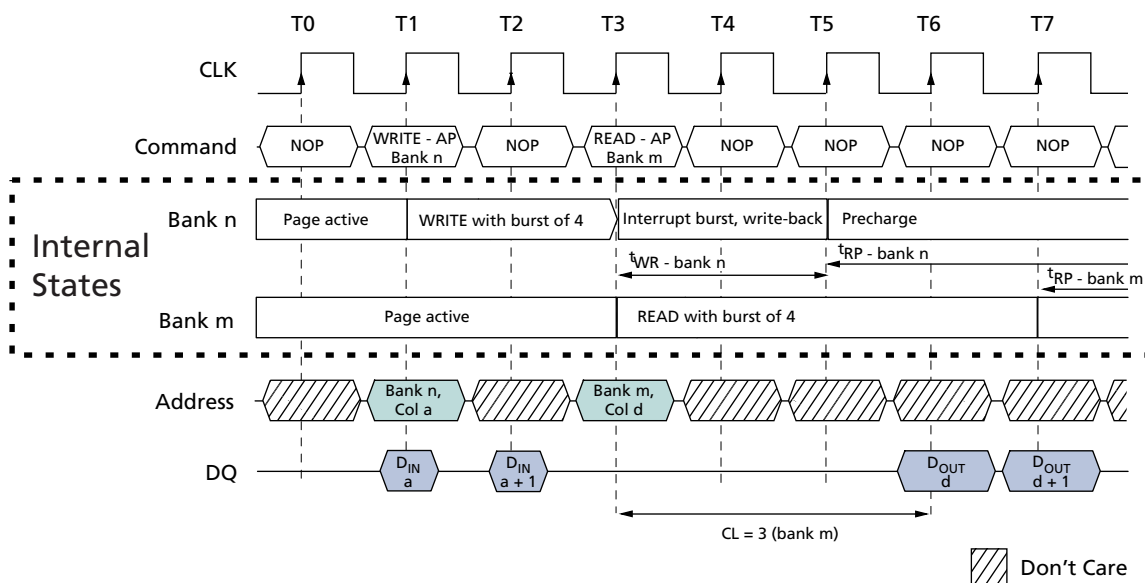 T0 T1 T2 T3 T4 T5 T6 T7
CLK
Command
NOP
WRITE - AP
Bank n
NOP
READ - AP
Bank m
NOP
NOP
NOP
NOP
Internal
States
Bank n
Page active
WRITE with burst of 4
Interrupt burst, write-back
Precharge
tWR - bank n
tRP - bank n
tRP - bank m
Bank m
Page active
READ with burst of 4
Address
Bank n,
Col a
Bank m,
Col d
DQ
DIN
a
DIN
a + 1
DOUT
d
DOUT
d + 1
CL = 3 (bank m)
Don't Care